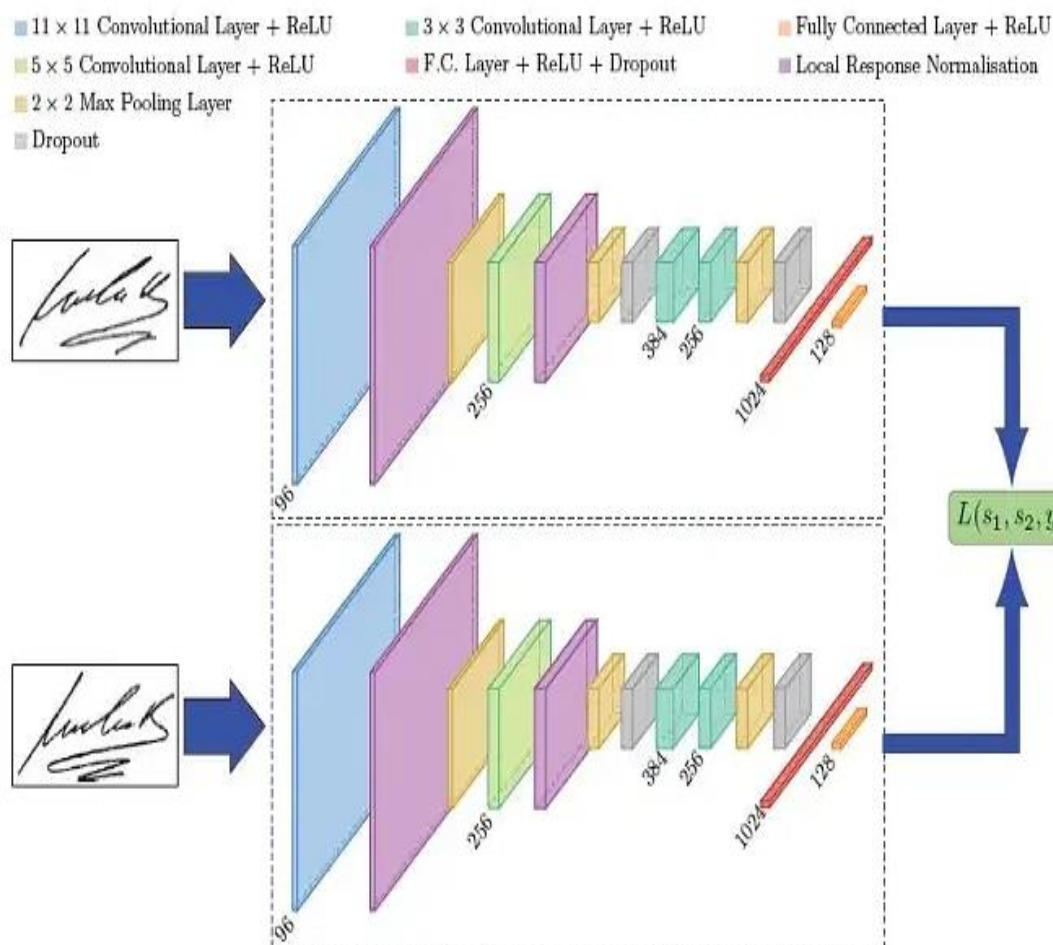 11 × 11 Convolutional Layer + ReLU
3 × 3 Convolutional Layer + ReLU
Fully Connected Layer + ReLU
5 × 5 Convolutional Layer + ReLU
F.C. Layer + ReLU + Dropout
Local Response Normalisation
2 × 2 Max Pooling Layer
Dropout
96
256
384
256
1024
128
L(s₁, s₂, y
96
256
384
256
1024
128